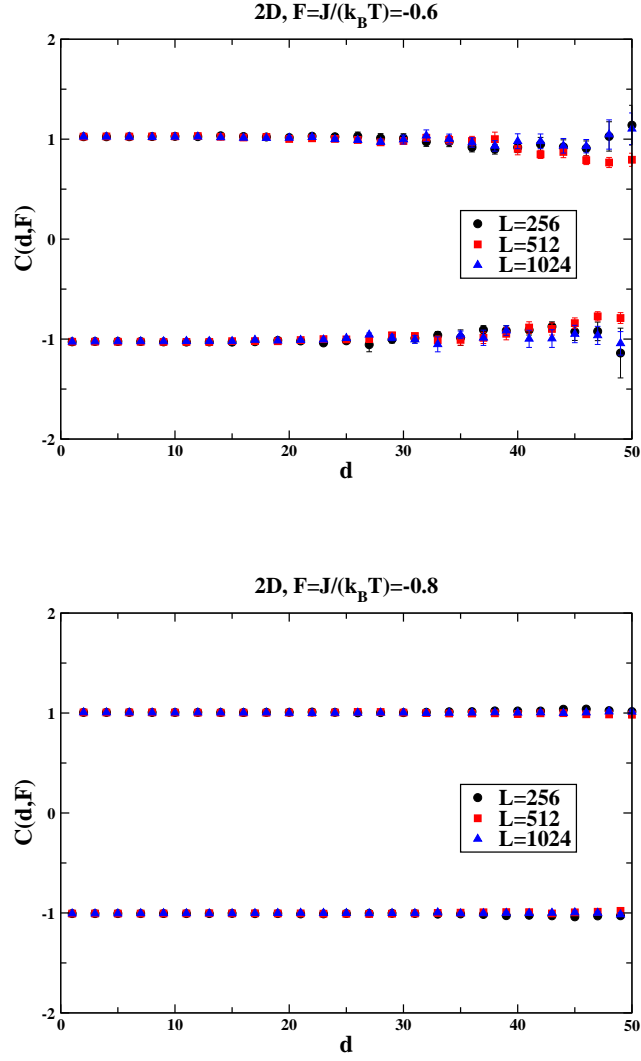 2D, F=J/(k_BT)=-0.6
2
1
0
-1
-2
C(d,F)
L=256
L=512
L=1024
0
10
20
30
40
50
d
2D, F=J/(k_BT)=-0.8
2
1
0
-1
-2
C(d,F)
L=256
L=512
L=1024
0
10
20
30
40
50
d